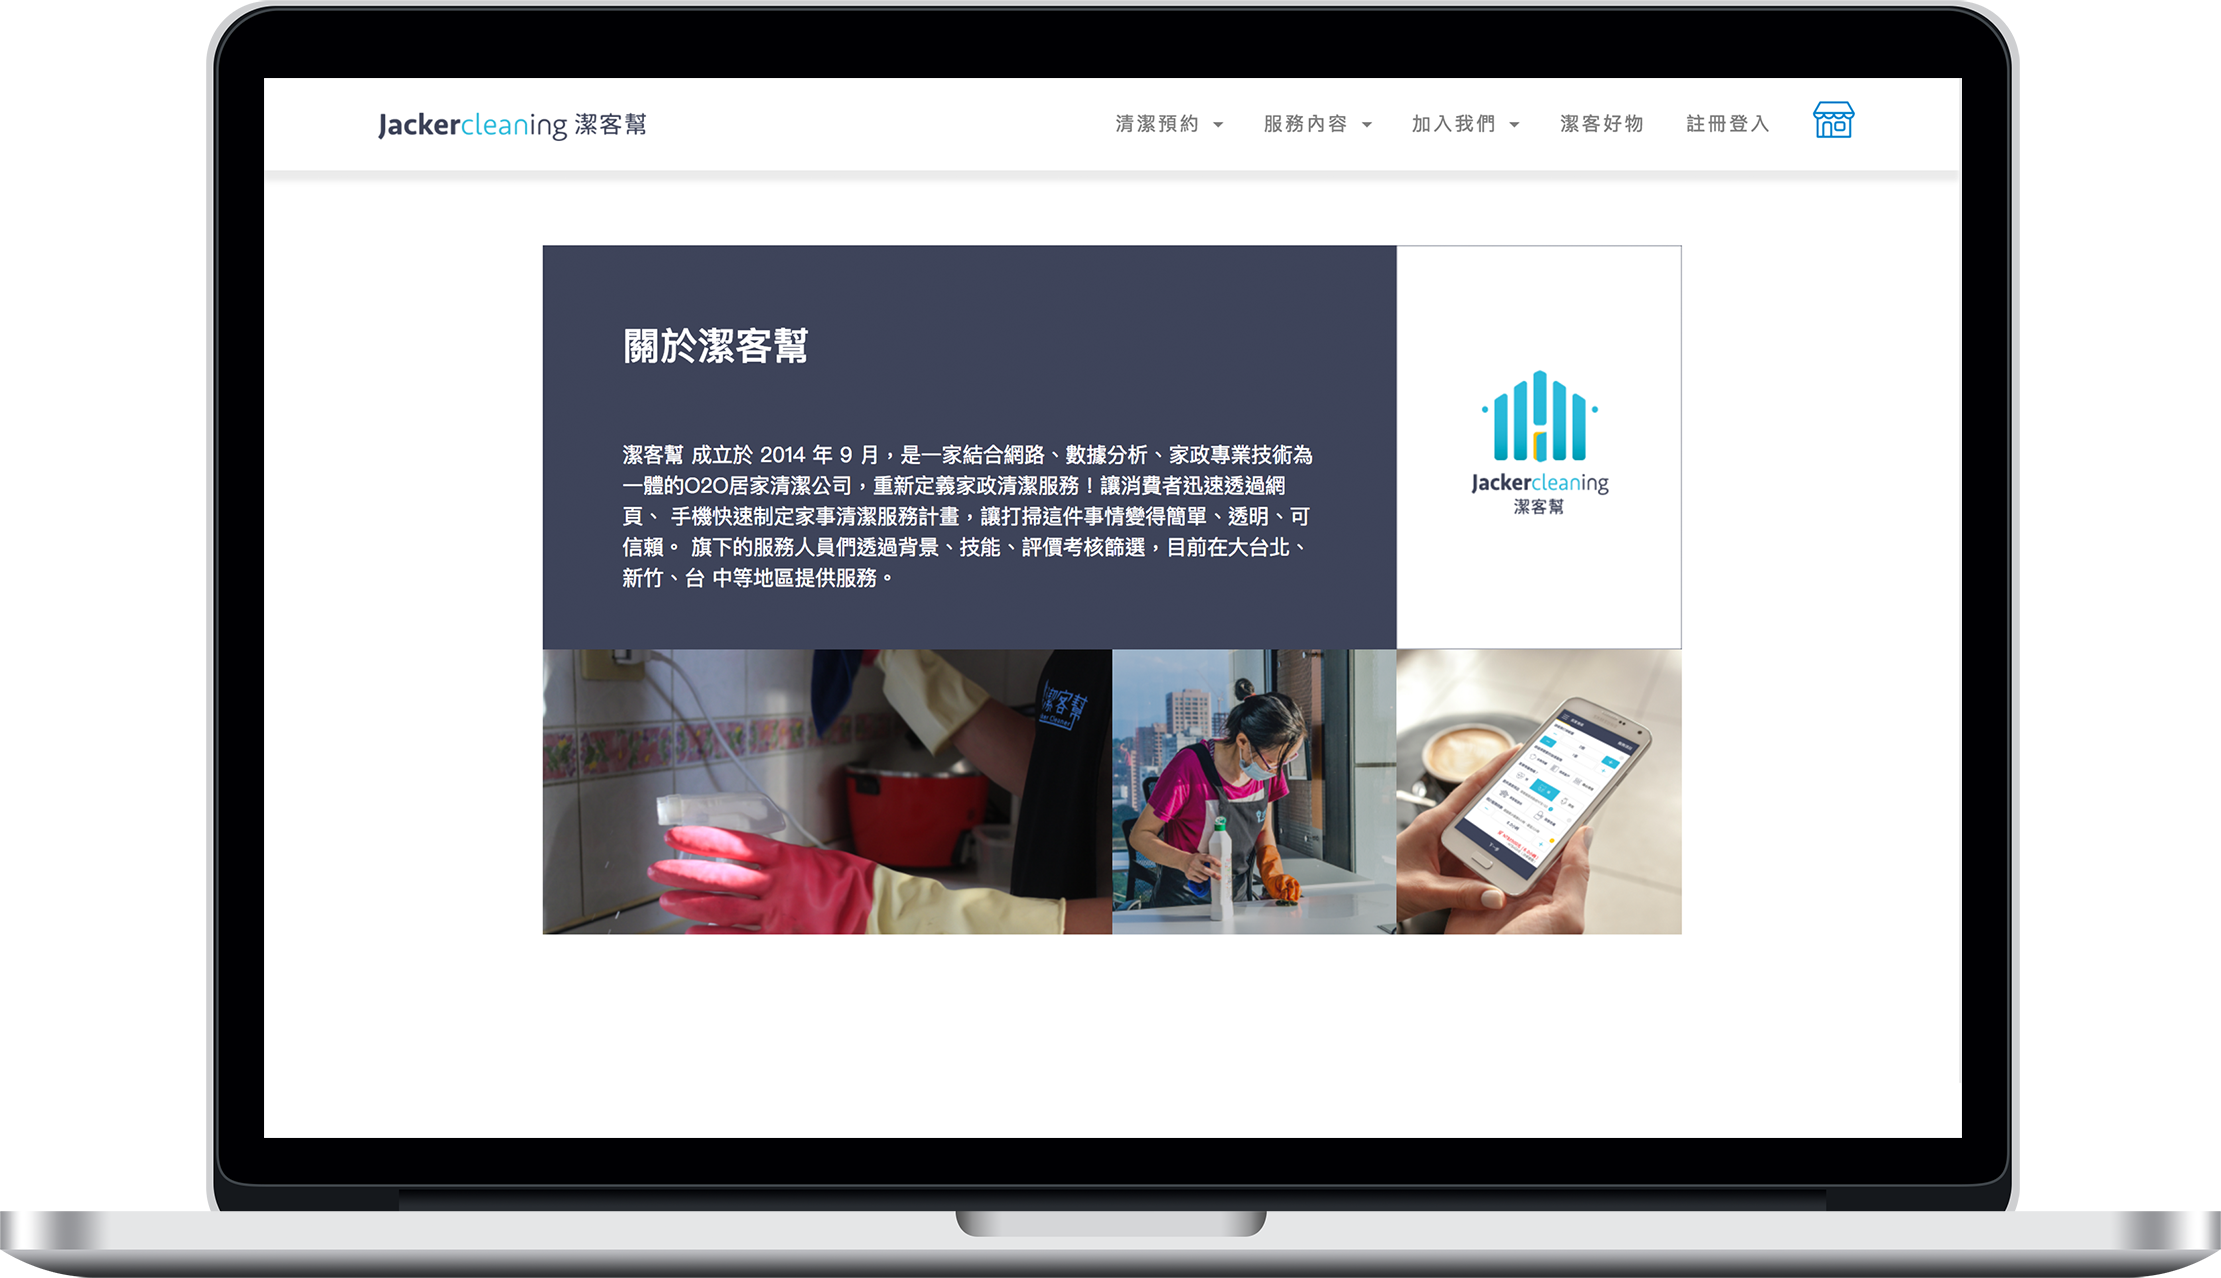 Jackercleaning 潔客幫
清潔預約
服務內容
加入我們
潔客好物
註冊登入
關於潔客幫
潔客幫 成立於 2014 年 9 月，是一家結合網路、數據分析、家政專業技術為
一體的O2O居家清潔公司，重新定義家政清潔服務！讓消費者迅速透過網
頁、 手機快速制定家事清潔服務計畫，讓打掃這件事情變得簡單、透明、可
信賴。 旗下的服務人員們透過背景、技能、評價考核篩選，目前在大台北、
新竹、台 中等地區提供服務。
Jackercleaning
潔客幫
潔客幫
下一步